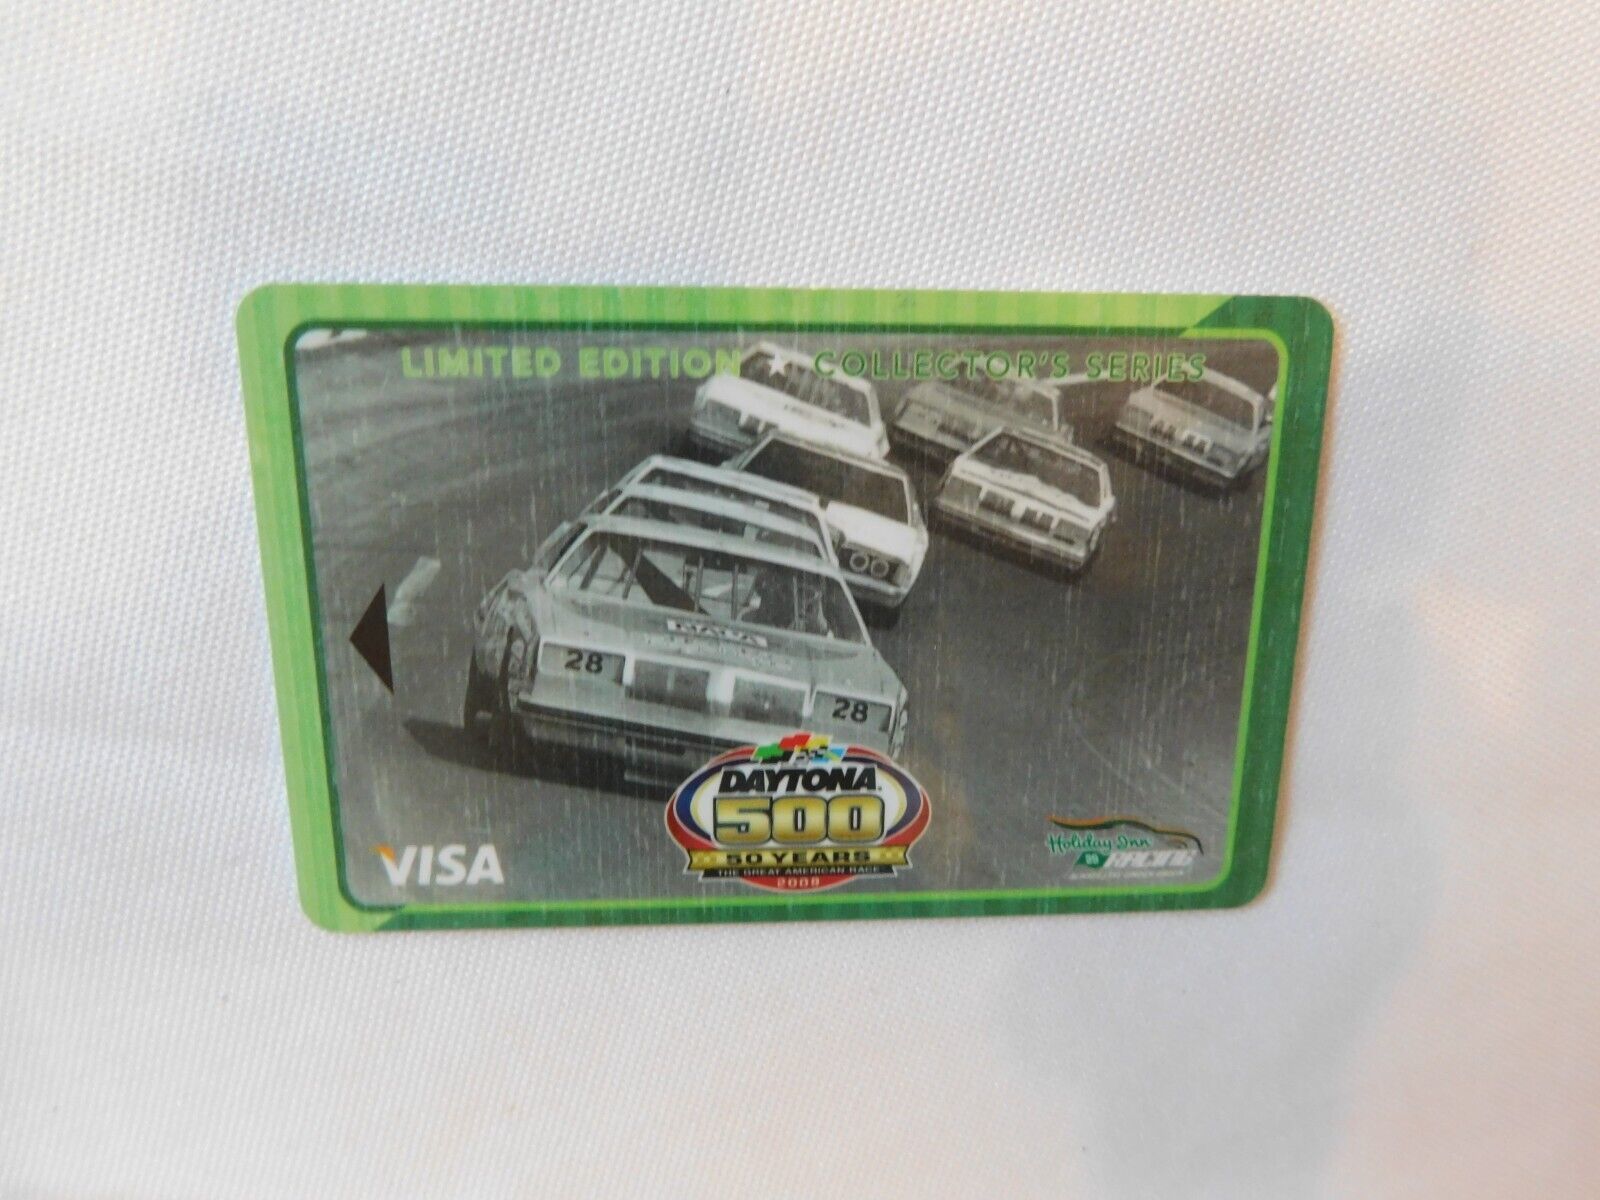 LIMITED EDITION ★ COLLECTOR'S SERIES
28
28
DAYTONA
500
50 YEARS
THE GREAT AMERICAN RACE
2008
VISA
Holiday Inn
RACING